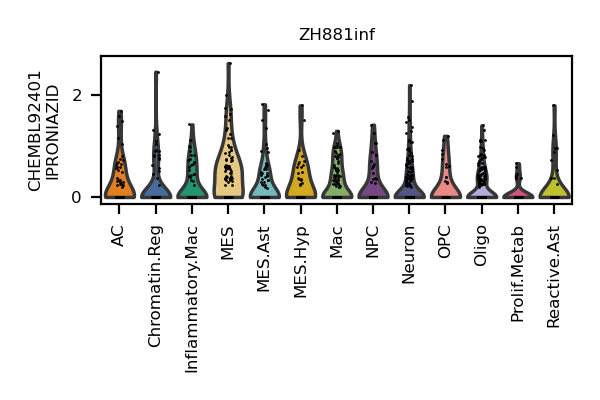 ZH881inf
CHEMBL92401
IPRONIAZID
2
0
AC
Chromatin.Reg
Inflammatory.Mac
MES
MES.Ast
MES.Hyp
Mac
NPC
Neuron
OPC
Oligo
Prolif.Metab
Reactive.Ast